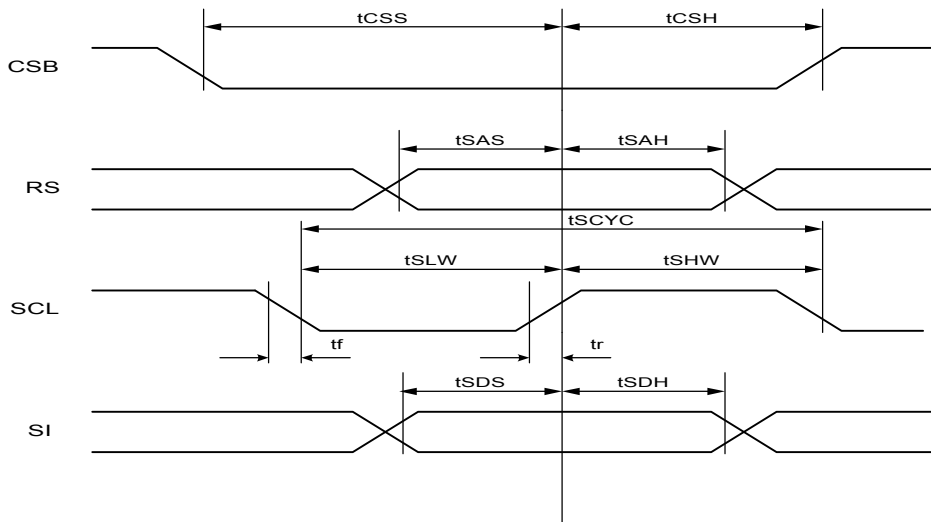 tCSS tCSH
CSB
tSAS tSAH
RS
tSCYC
tSLW tSHW
SCL
tf tr
tSDS tSDH
SI